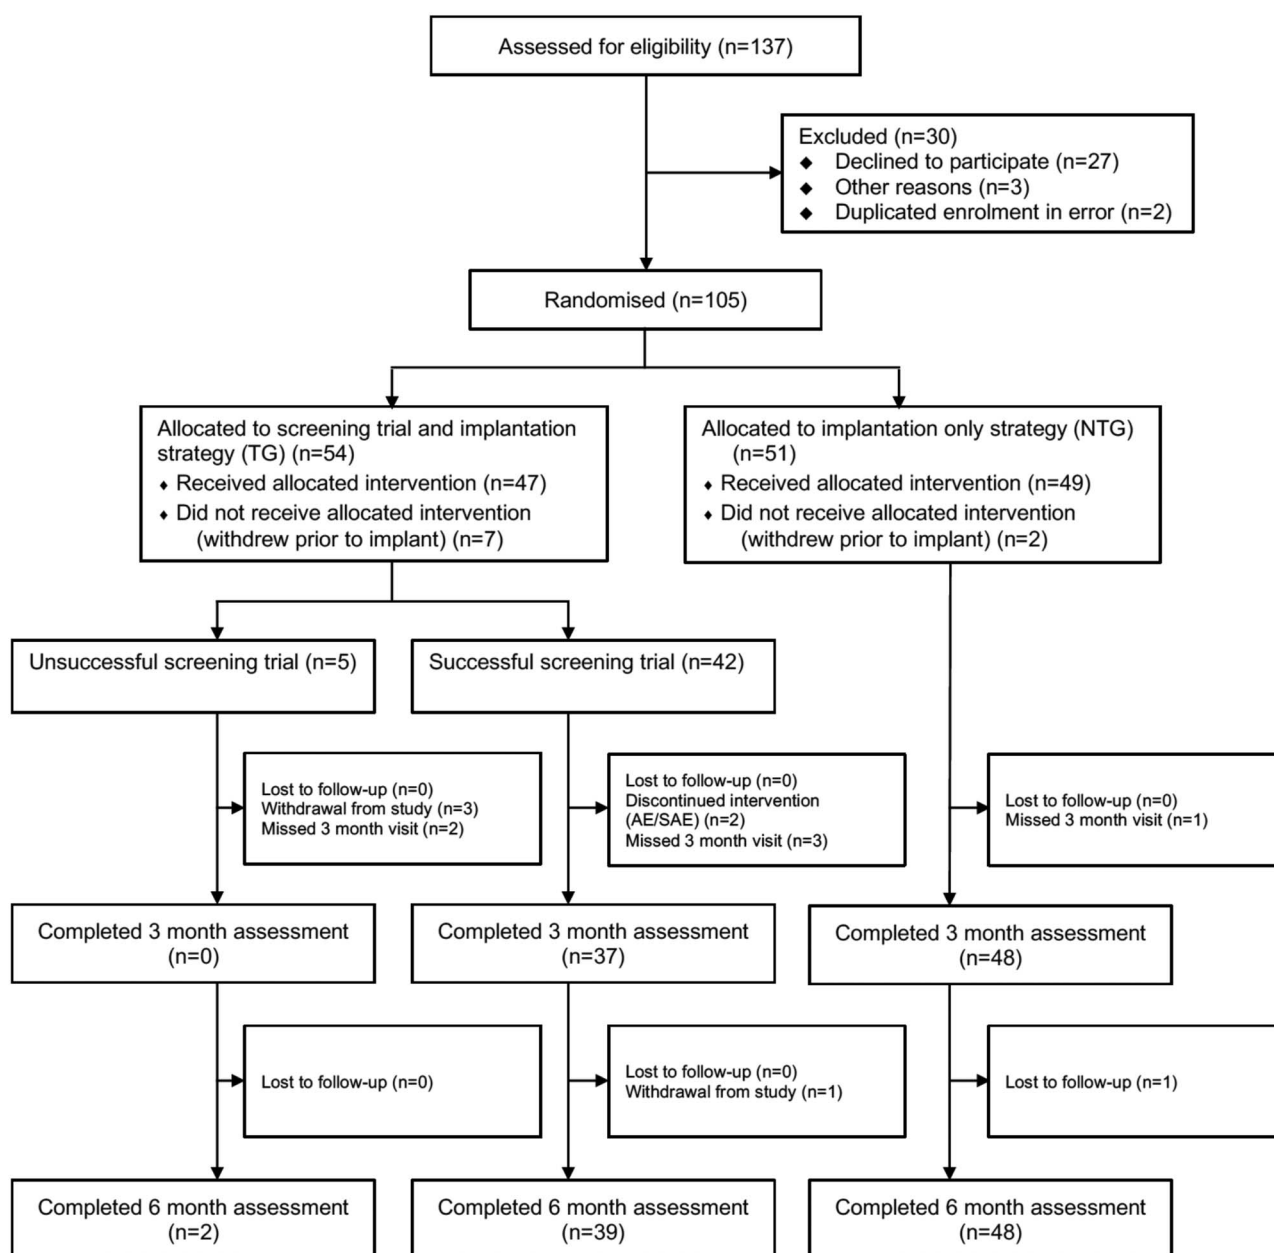 Assessed for eligibility (n=137)
Excluded (n=30)
◆ Declined to participate (n=27)
◆ Other reasons (n=3)
◆ Duplicated enrolment in error (n=2)
Randomised (n=105)
Allocated to screening trial and implantation
strategy (TG) (n=54)
♦ Received allocated intervention (n=47)
♦ Did not receive allocated intervention
(withdrew prior to implant) (n=7)
Allocated to implantation only strategy (NTG)
(n=51)
♦ Received allocated intervention (n=49)
♦ Did not receive allocated intervention
(withdrew prior to implant) (n=2)
Unsuccessful screening trial (n=5)
Successful screening trial (n=42)
Lost to follow-up (n=0)
Withdrawal from study (n=3)
Missed 3 month visit (n=2)
Lost to follow-up (n=0)
Discontinued intervention
(AE/SAE) (n=2)
Missed 3 month visit (n=3)
Lost to follow-up (n=0)
Missed 3 month visit (n=1)
Completed 3 month assessment
(n=0)
Completed 3 month assessment
(n=37)
Completed 3 month assessment
(n=48)
Lost to follow-up (n=0)
Lost to follow-up (n=0)
Withdrawal from study (n=1)
Lost to follow-up (n=1)
Completed 6 month assessment
(n=2)
Completed 6 month assessment
(n=39)
Completed 6 month assessment
(n=48)